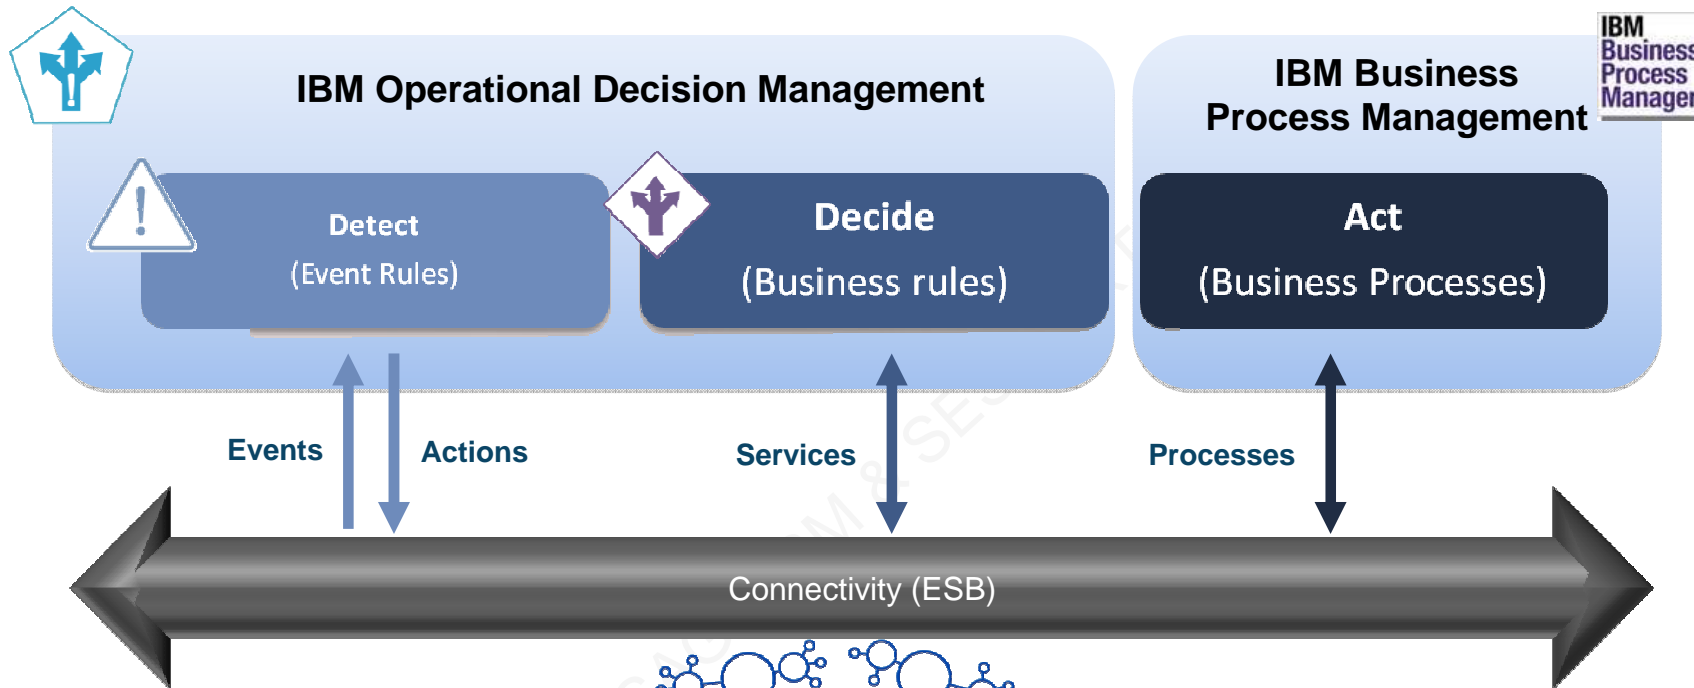 IBM Operational Decision Management
IBM Business
Process Management
IBM
Business
Process
Manager
Detect
(Event Rules)
Decide
(Business rules)
Act
(Business Processes)
Events
Actions
Services
Processes
Connectivity (ESB)